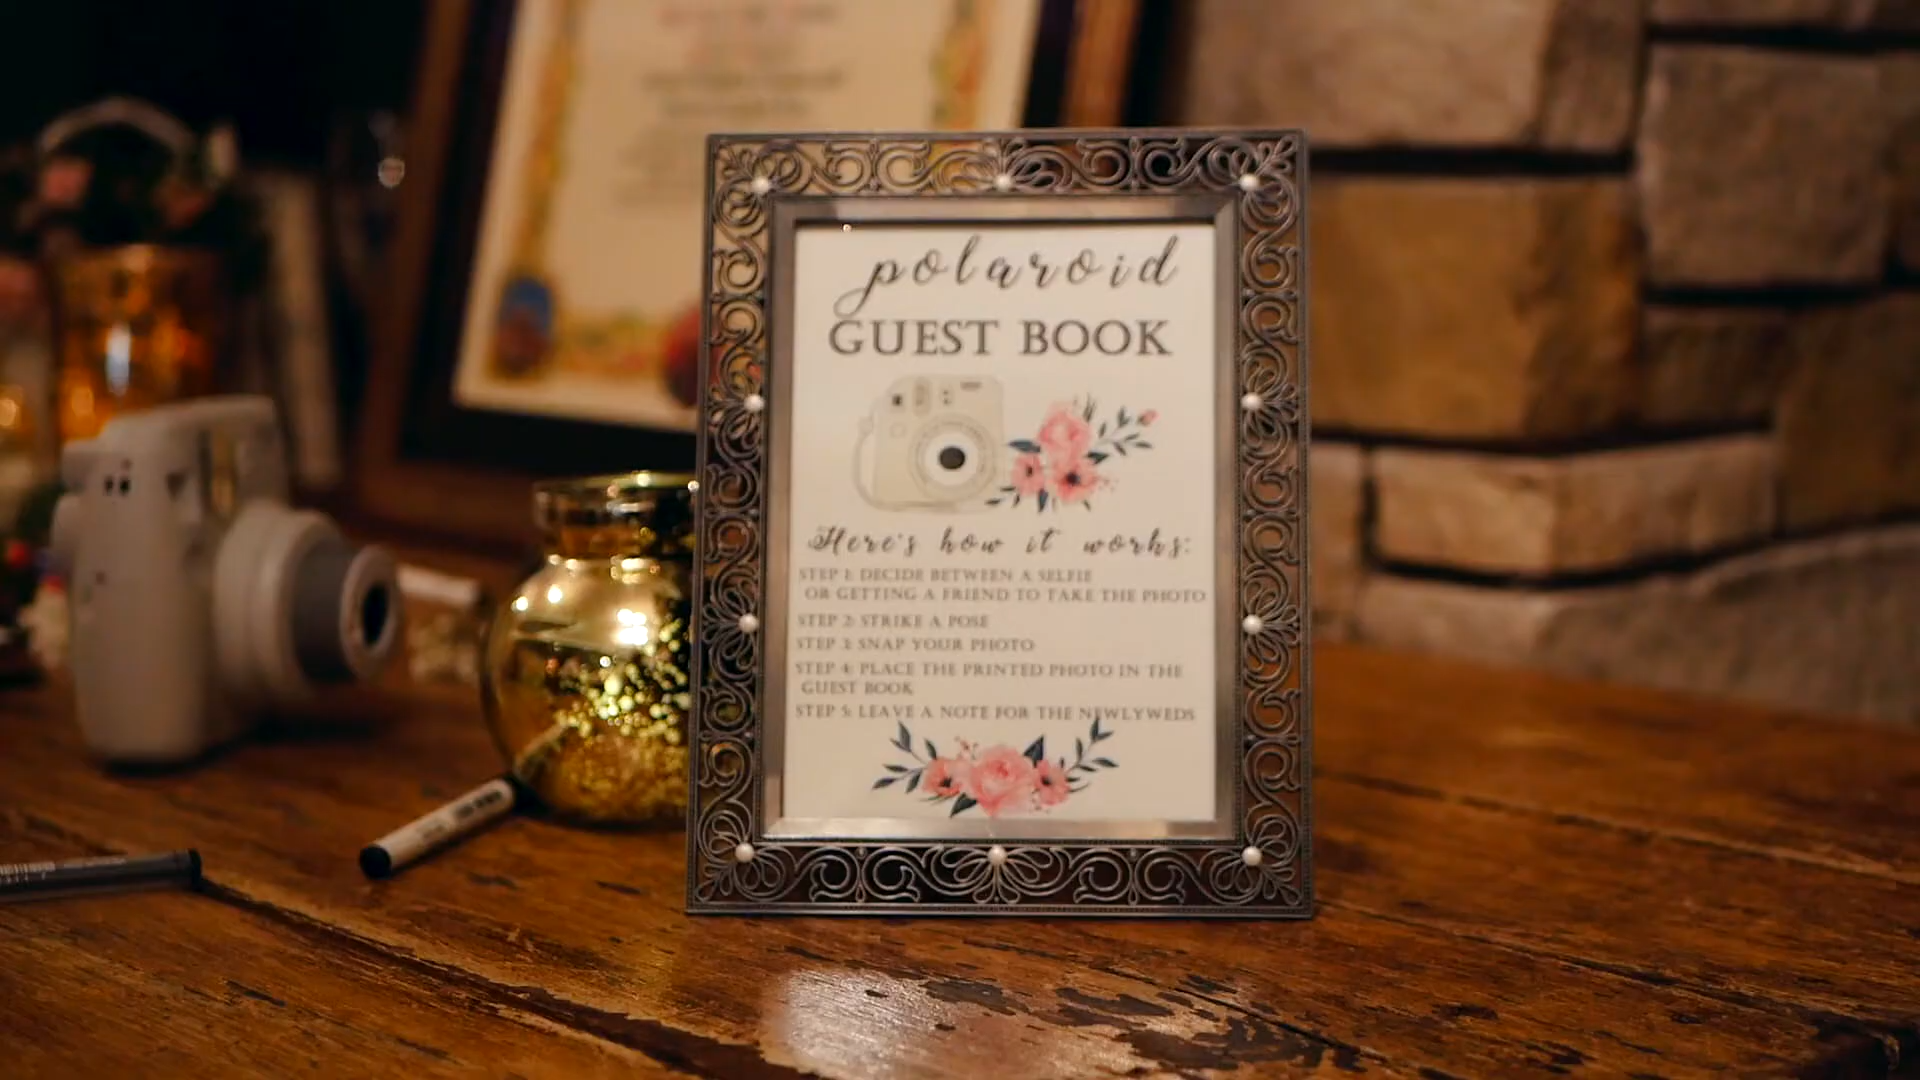 polaroid
GUEST BOOK
Here's how it works:
STEP 1: DECIDE BETWEEN A SELFIE
OR GETTING A FRIEND TO TAKE THE PHOTO
STEP 2: STRIKE A POSE
STEP 3: SNAP YOUR PHOTO
STEP 4: PLACE THE PRINTED PHOTO IN THE
GUEST BOOK
STEP 5: LEAVE A NOTE FOR THE NEWLYWEDS